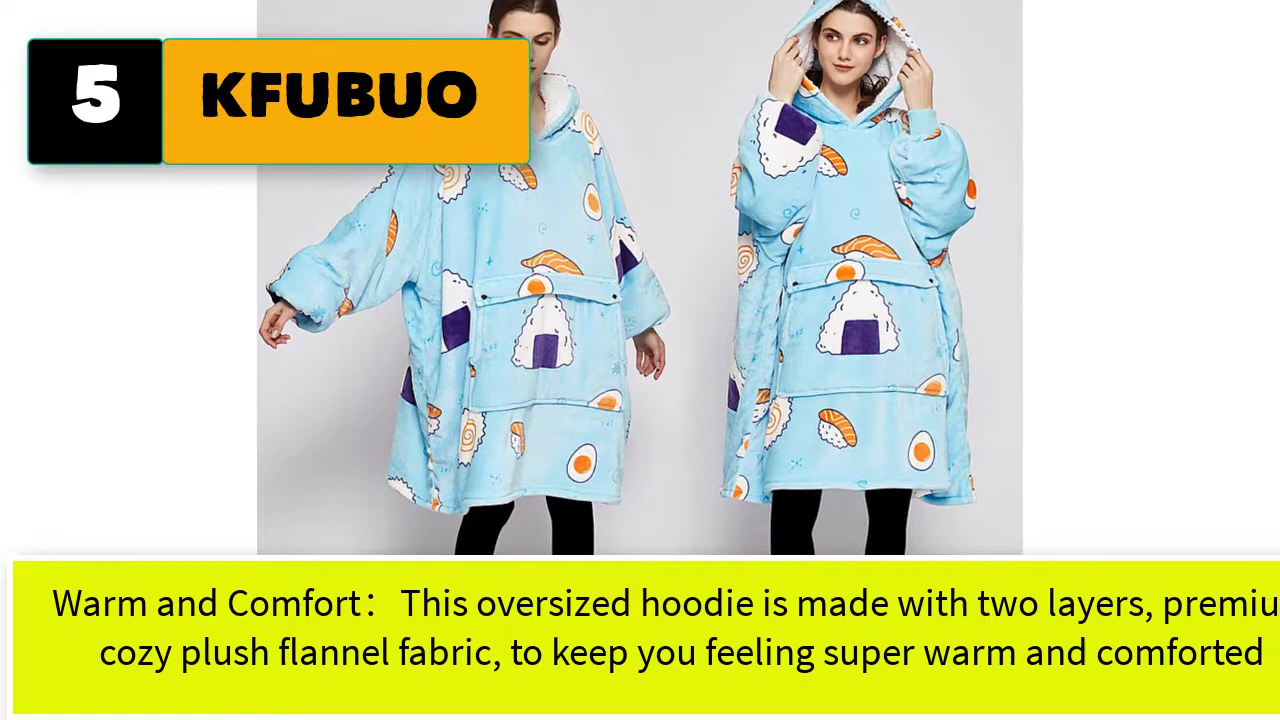 5
KFUBUO
Warm and Comfort： This oversized hoodie is made with two layers, premiu
cozy plush flannel fabric, to keep you feeling super warm and comforted